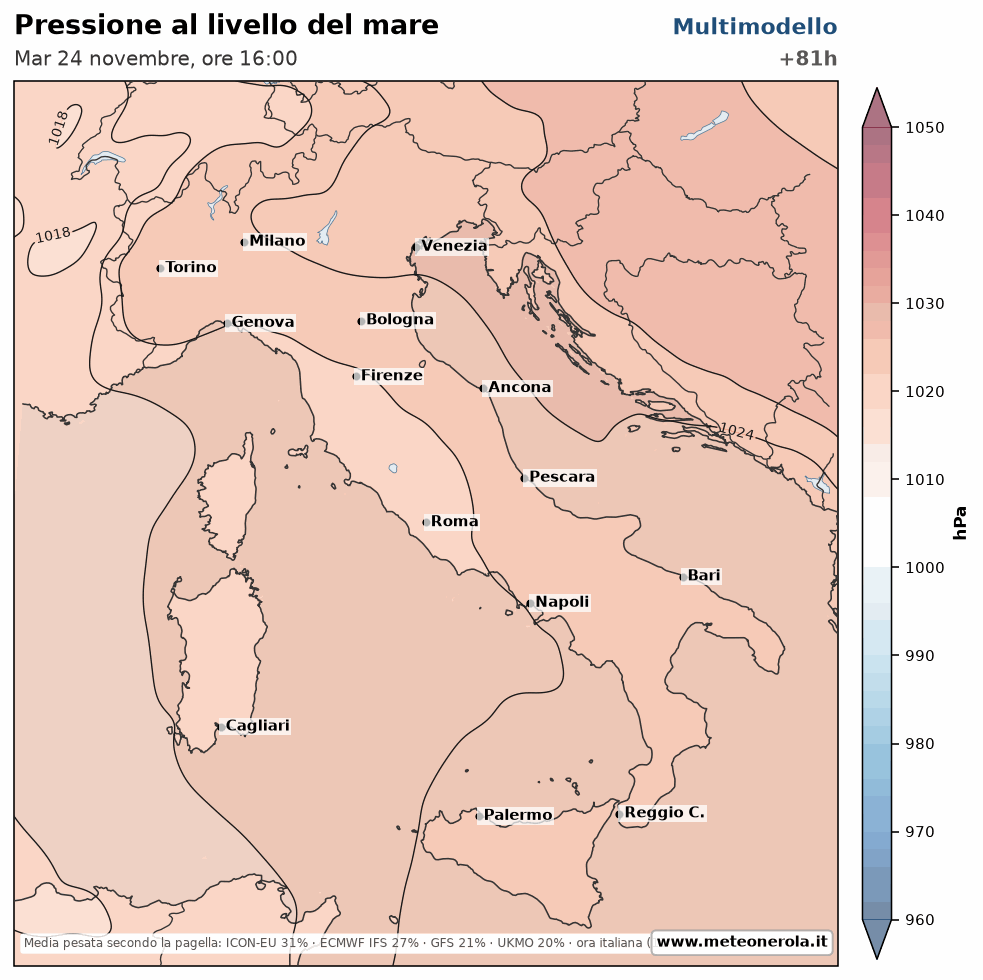 Pressione al livello del mare
Multimodello
Mar 24 novembre, ore 16:00
+81h
1018
1018
Milano
Venezia
Torino
Genova
Bologna
Firenze
Ancona
1024
Pescara
Roma
Bari
Napoli
Cagliari
Palermo
Reggio C.
Media pesata secondo la pagella: ICON-EU 31% · ECMWF IFS 27% · GFS 21% · UKMO 20% · ora italiana (
www.meteonerola.it
1050
1040
1030
1020
1010
1000
990
980
970
960
hPa